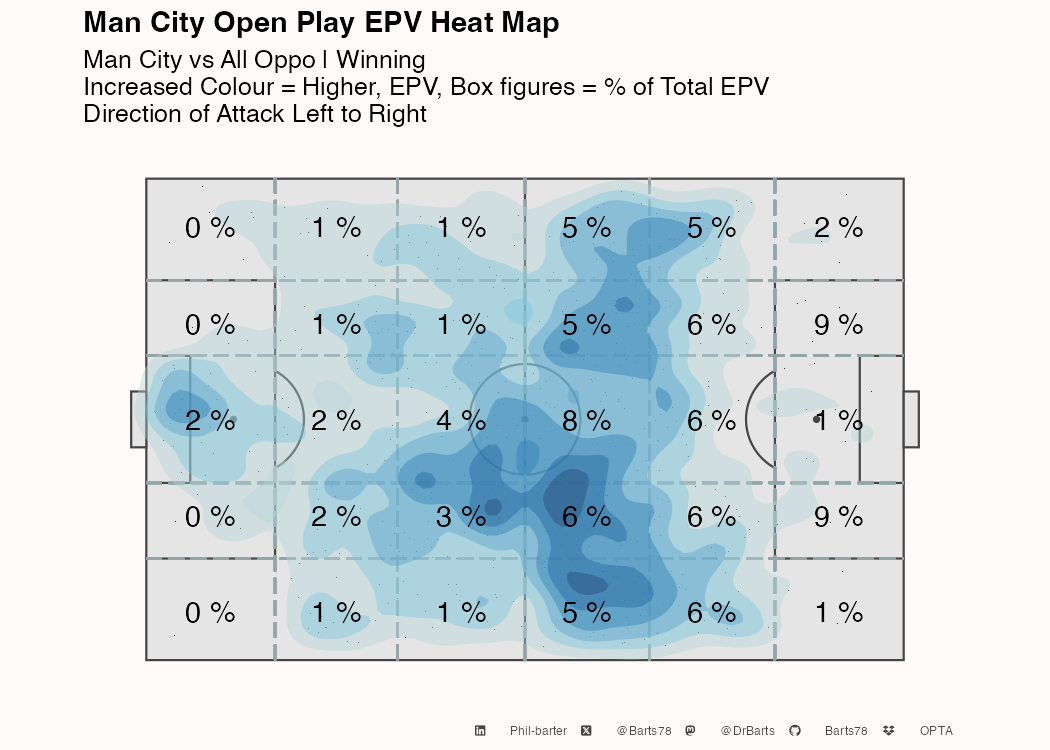 Man City Open Play EPV Heat Map
Man City vs All Oppo | Winning
Increased Colour = Higher, EPV, Box figures = % of Total EPV
Direction of Attack Left to Right
0 % 1 % 1 % 5 % 5 % 2 %
0 % 1 % 1 % 5 % 6 % 9 %
2 % 2 % 4 % 8 % 6 % 1 %
0 % 2 % 3 % 6 % 6 % 9 %
0 % 1 % 1 % 5 % 6 % 1 %
Phil-barter @Barts78 @DrBarts Barts78 OPTA